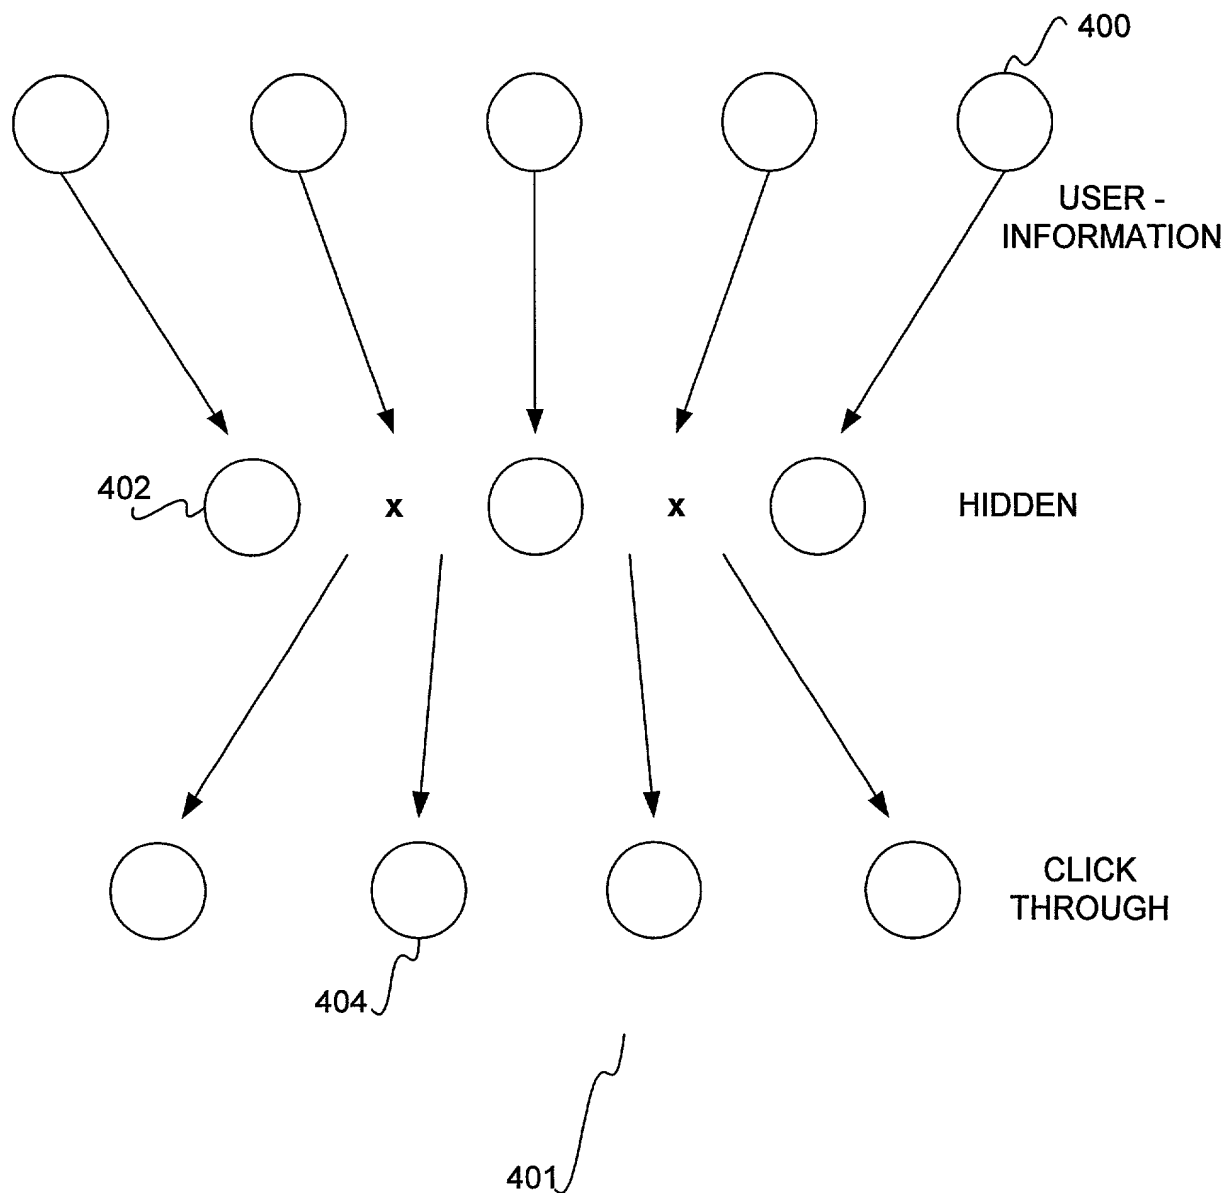 400
USER -
INFORMATION
402
x
x
HIDDEN
CLICK
THROUGH
404
401